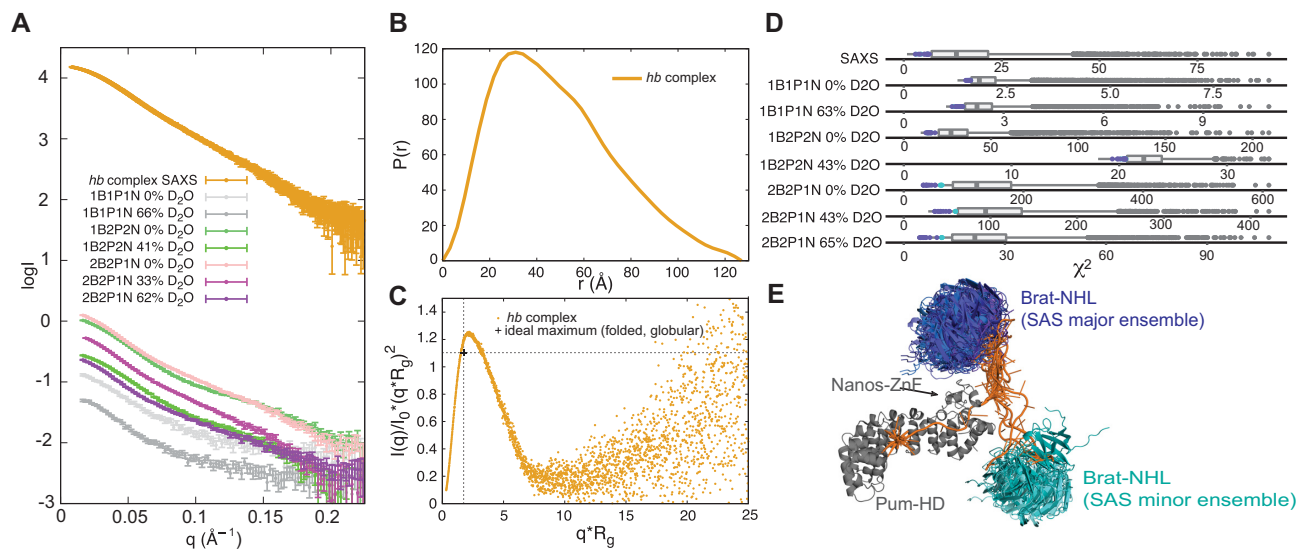 A
logI
4
3
2
1
0
-1
-2
-3
0
0.05
0.1
0.15
0.2
q (Å⁻¹)
hb complex SAXS
1B1P1N 0% D₂O
1B1P1N 66% D₂O
1B2P2N 0% D₂O
1B2P2N 41% D₂O
2B2P1N 0% D₂O
2B2P1N 33% D₂O
2B2P1N 62% D₂O
B
P(r)
120
100
80
60
40
120
0
0 20 40 60 80 100 120
r (Å)
hb complex
C
I(q)/I₀*(q*Rg)²
1.4
1.2
1
0.8
0.6
0.4
0.2
0
0 5 10 15 20 25
q*Rg
hb complex
+ ideal maximum (folded, globular)
D
SAXS
0 25 50 75
1B1P1N 0% D2O
0 2.5 5.0 7.5
1B1P1N 63% D2O
0 3 6 9
1B2P2N 0% D2O
0 50 100 150 200
1B2P2N 43% D2O
0 10 20 30
2B2P1N 0% D2O
0 200 400 600
2B2P1N 43% D2O
0 100 200 300 400
2B2P1N 65% D2O
0 30 60 90
χ²
E
Brat-NHL
(SAS major ensemble)
Nanos-ZnF
Pum-HD
Brat-NHL
(SAS minor ensemble)